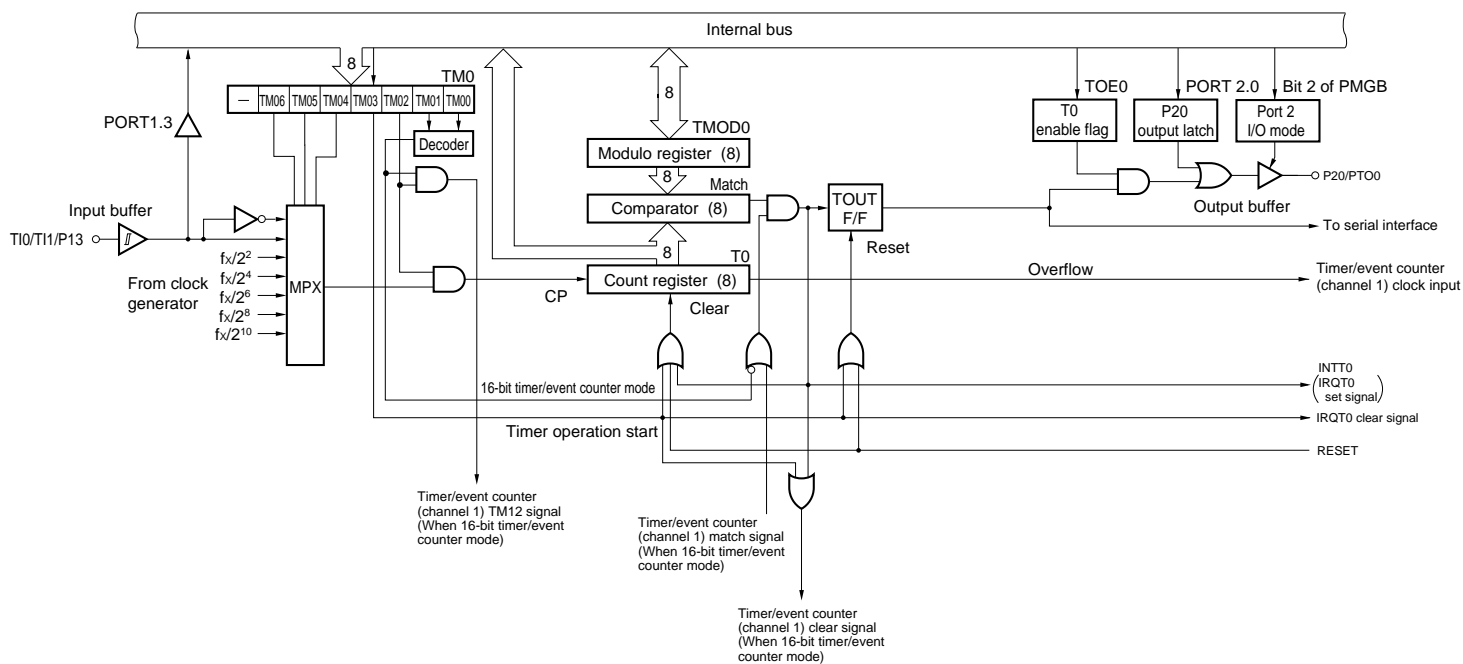 Internal bus
8
TM0
— TM06 TM05 TM04 TM03 TM02 TM01 TM00
PORT1.3
Decoder
8
TMOD0
Modulo register (8)
8
Match
Comparator (8)
8
T0
Count register (8)
CP
Clear
TOE0
T0
enable flag
PORT 2.0
P20
output latch
Bit 2 of PMGB
Port 2
I/O mode
P20/PTO0
Output buffer
TOUT
F/F
Reset
To serial interface
Input buffer
TI0/TI1/P13
From clock
generator
fX/2²
fX/2⁴
fX/2⁶
fX/2⁸
fX/2¹⁰
MPX
Overflow
Timer/event counter
(channel 1) clock input
16-bit timer/event counter mode
INTT0
(IRQT0
set signal)
Timer operation start
IRQT0 clear signal
RESET
Timer/event counter
(channel 1) TM12 signal
(When 16-bit timer/event
counter mode)
Timer/event counter
(channel 1) match signal
(When 16-bit timer/event
counter mode)
Timer/event counter
(channel 1) clear signal
(When 16-bit timer/event
counter mode)